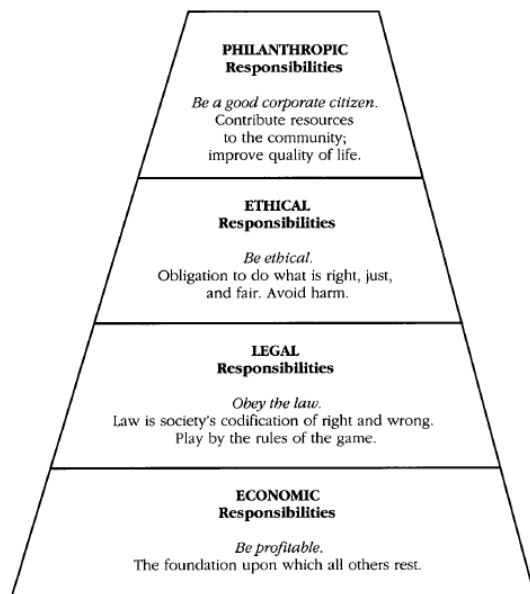 PHILANTHROPIC
Responsibilities
Be a good corporate citizen.
Contribute resources
to the community;
improve quality of life.
ETHICAL
Responsibilities
Be ethical.
Obligation to do what is right, just,
and fair. Avoid harm.
LEGAL
Responsibilities
Obey the law.
Law is society's codification of right and wrong.
Play by the rules of the game.
ECONOMIC
Responsibilities
Be profitable.
The foundation upon which all others rest.